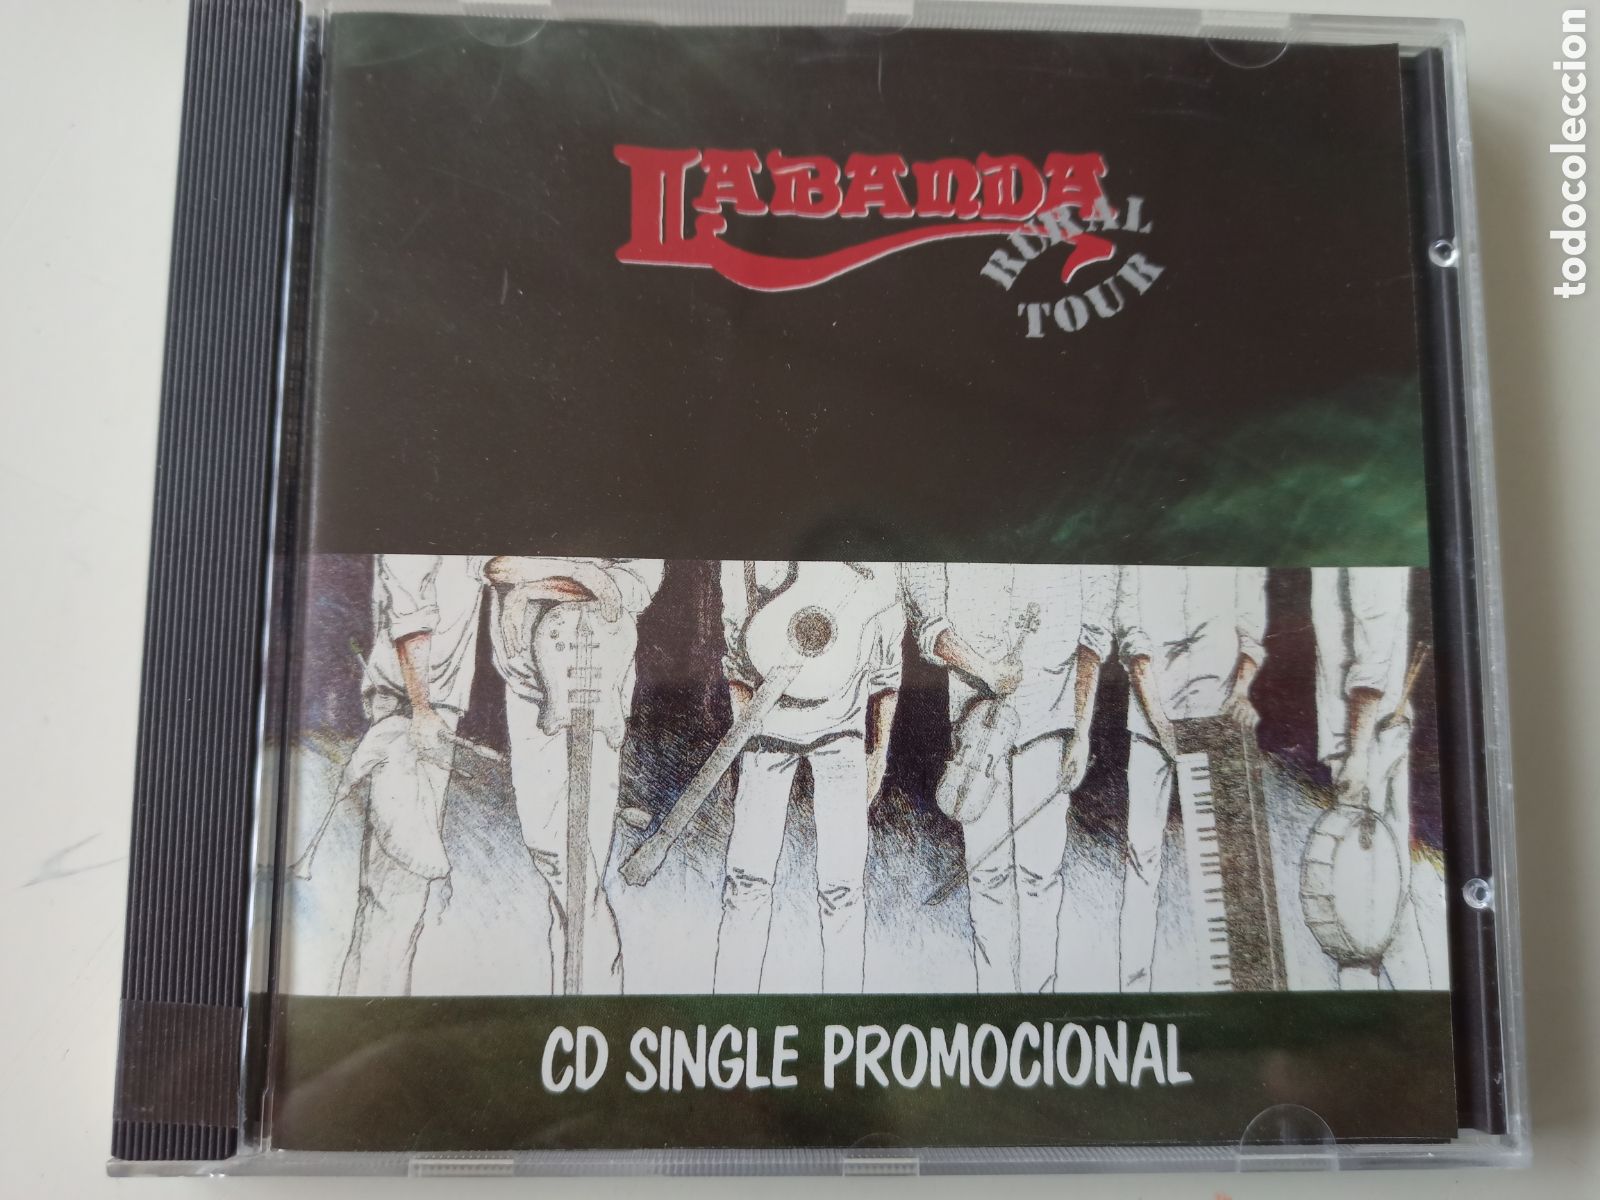 LABANDA
RURAL
TOUR
CD SINGLE PROMOCIONAL
todocoleccion